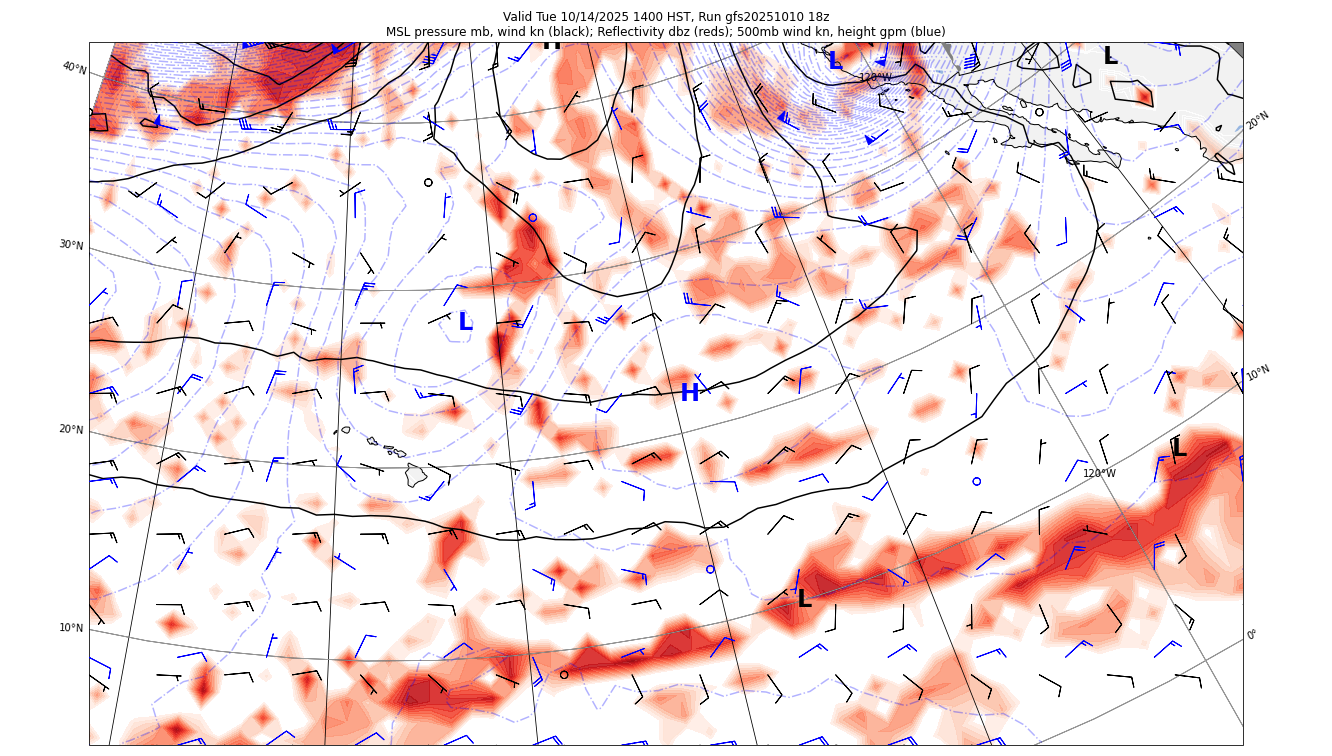 Valid Tue 10/14/2025 1400 HST, Run gfs20251010 18z
MSL pressure mb, wind kn (black); Reflectivity dbz (reds); 500mb wind kn, height gpm (blue)
H
L
L
40°N
120°W
20°N
30°N
L
10°N
H
20°N
L
120°W
L
10°N
0°